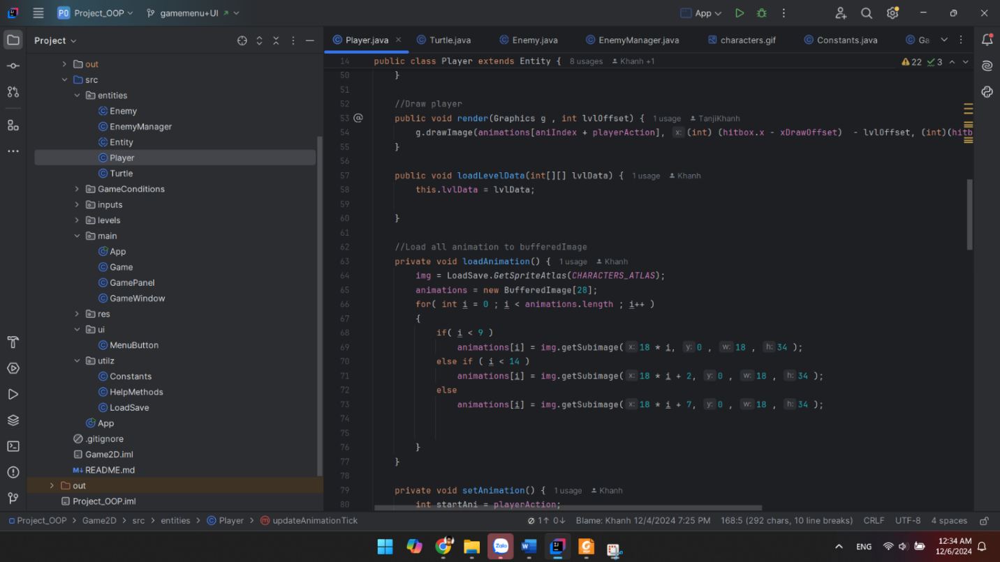 PO Project_OOP gamemenu+UI App
Project
Player.java Turtle.java Enemy.java EnemyManager.java characters.gif Constants.java Ga
out
src
entities
Enemy
EnemyManager
Entity
Player
Turtle
GameConditions
inputs
levels
main
App
Game
GamePanel
GameWindow
res
ui
MenuButton
utilz
Constants
HelpMethods
LoadSave
App
.gitignore
Game2D.iml
M↓ README.md
out
Project_OOP.iml
14 public class Player extends Entity { 8 usages Khanh +1
22 3
50 }
51
52 //Draw player
53 @ public void render(Graphics g , int lvlOffset) { 1 usage TanjiKhanh
54 g.drawImage(animations[aniIndex + playerAction], x: (int) (hitbox.x - xDrawOffset) - lvlOffset, (int)(hitb
55 }
56
57 public void loadLevelData(int[][] lvlData) { 1 usage Khanh
58 this.lvlData = lvlData;
59
60 }
61
62 //Load all animation to bufferedImage
63 private void loadAnimation() { 1 usage Khanh
64 img = LoadSave.GetSpriteAtlas(CHARACTERS_ATLAS);
65 animations = new BufferedImage[28];
66 for( int i = 0 ; i < animations.length ; i++ )
67 {
68 if( i < 9 )
69 animations[i] = img.getSubimage( x: 18 * i, y: 0 , w: 18 , h: 34 );
70 else if ( i < 14 )
71 animations[i] = img.getSubimage( x: 18 * i + 2, y: 0 , w: 18 , h: 34 );
72 else
73 animations[i] = img.getSubimage( x: 18 * i + 7, y: 0 , w: 18 , h: 34 );
74
75
76 }
77 }
78
79 private void setAnimation() { 1 usage Khanh
80 int startAni = playerAction;
Project_OOP > Game2D > src > entities > Player > updateAnimationTick
1↑ 0↓ Blame: Khanh 12/4/2024 7:25 PM 168:5 (292 chars, 10 line breaks) CRLF UTF-8 4 spaces
Zalo
ENG
12:34 AM
12/6/2024